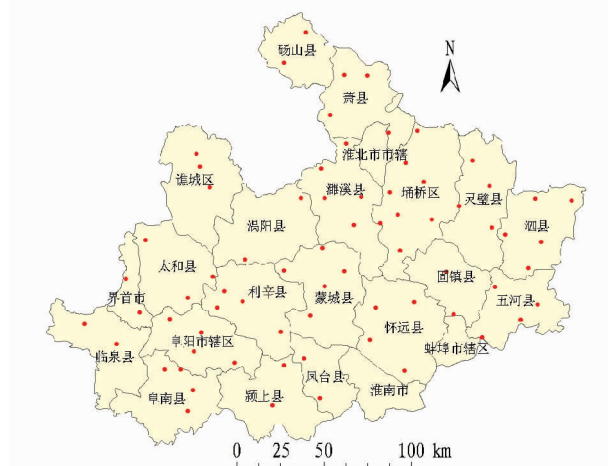 砀山县
N
萧县
淮北市市辖
谯城区
濉溪县
埇桥区
灵璧县
泗县
涡阳县
太和县
固镇县
界首市
利辛县
蒙城县
五河县
怀远县
临泉县
阜阳市辖区
蚌埠市辖区
凤台县
淮南市
阜南县
颍上县
0 25 50 100 km